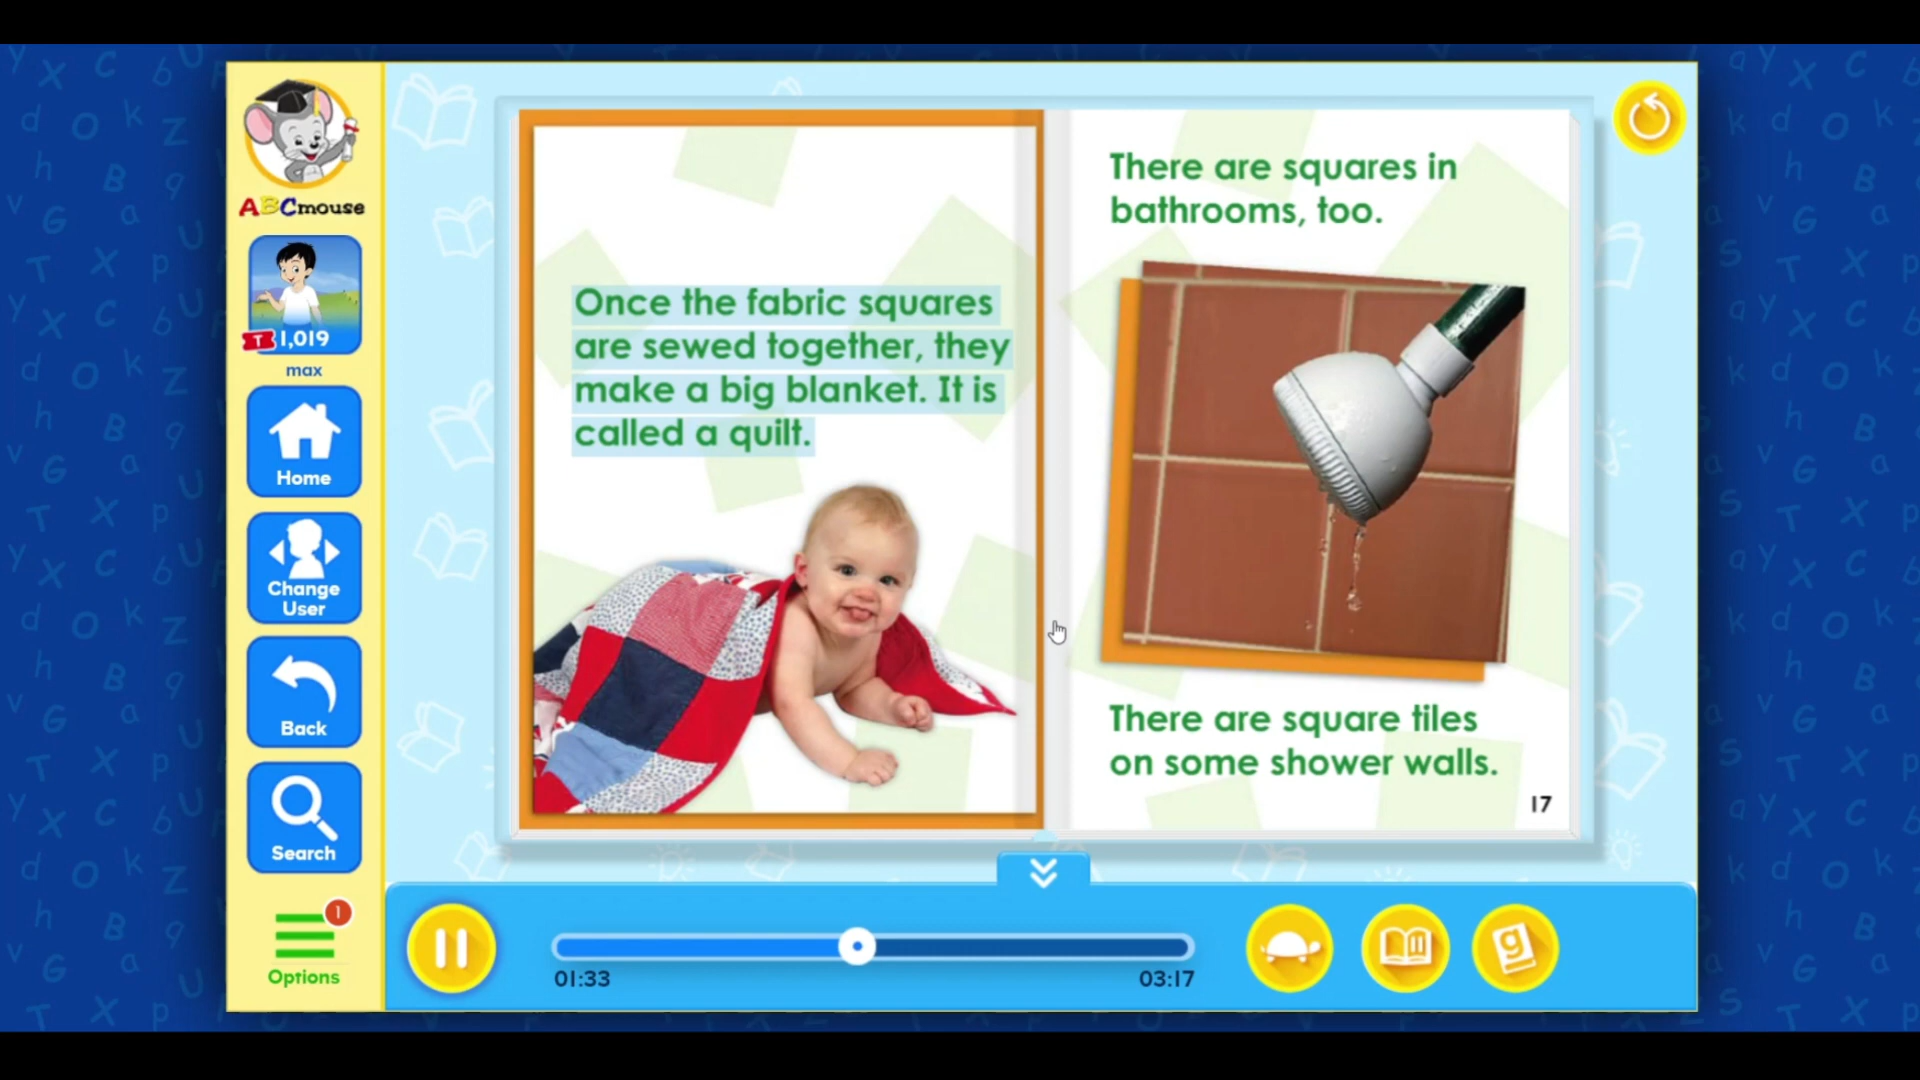 ABCmouse
T 1,019
max
Home
Change
User
Back
Search
1
Options
Once the fabric squares
are sewed together, they
make a big blanket. It is
called a quilt.
There are squares in
bathrooms, too.
There are square tiles
on some shower walls.
17
01:33
03:17
g